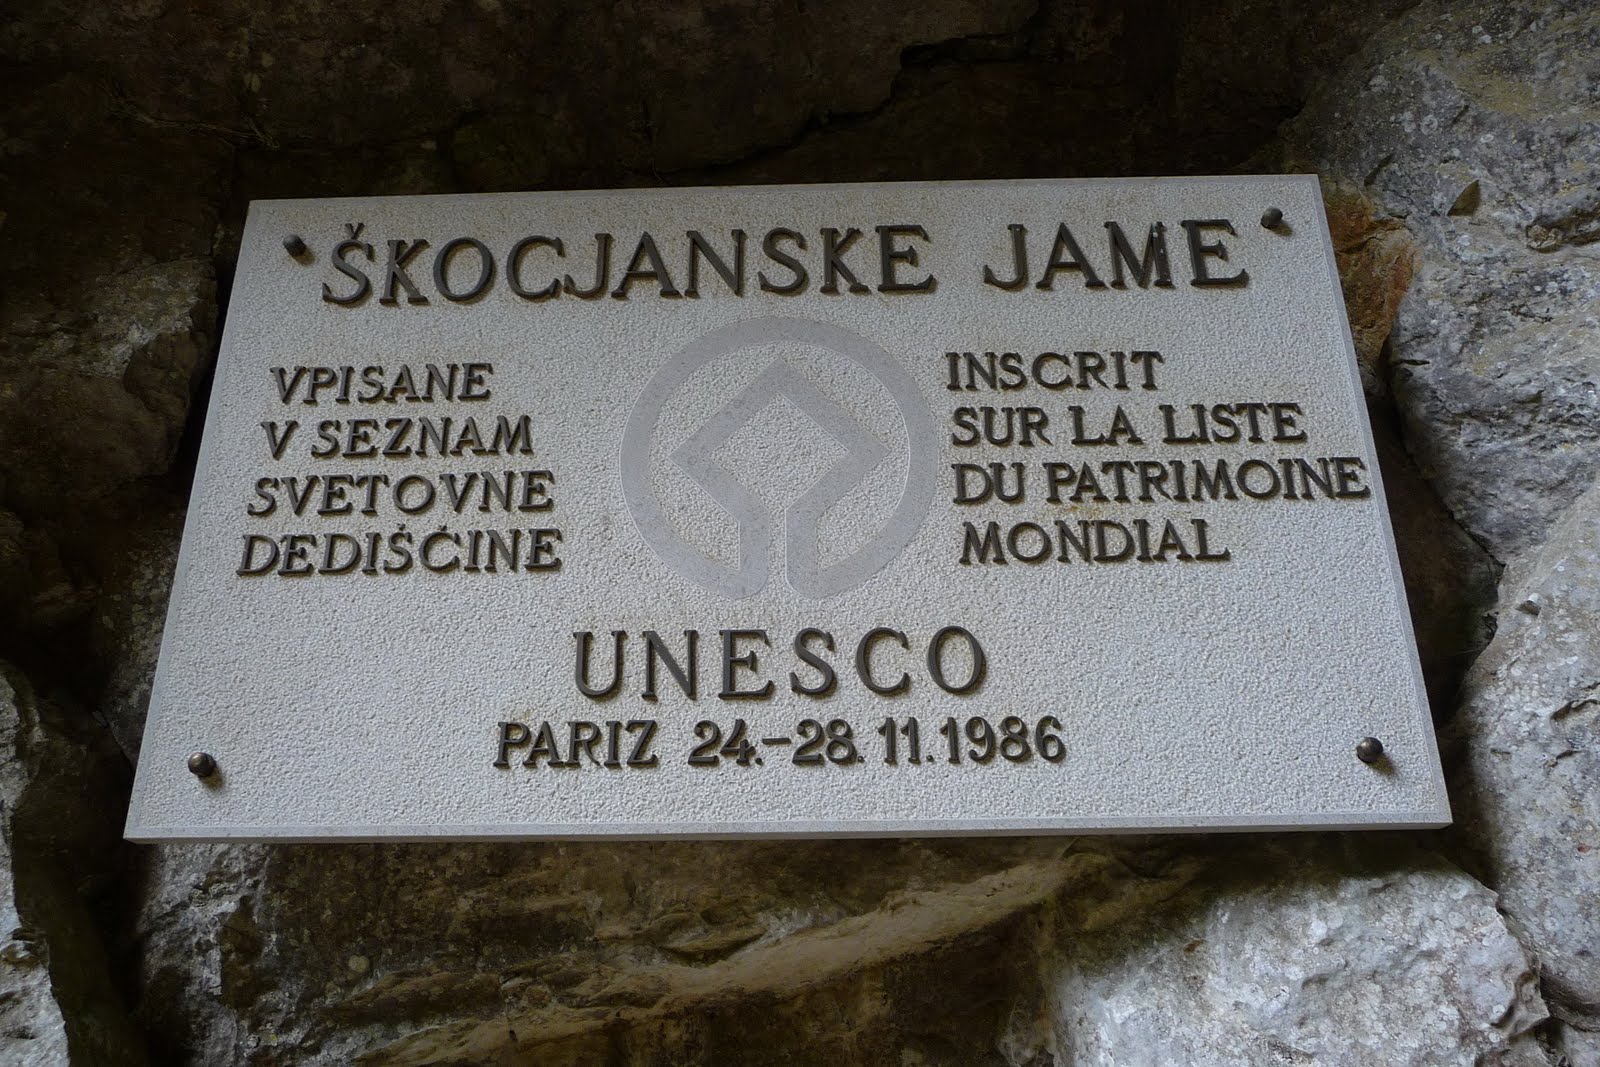 ŠKOCJANSKE JAME
VPISANE
V SEZNAM
SVETOVNE
DEDIŠČINE
INSCRIT
SUR LA LISTE
DU PATRIMOINE
MONDIAL
UNESCO
PARIZ 24.-28.11.1986